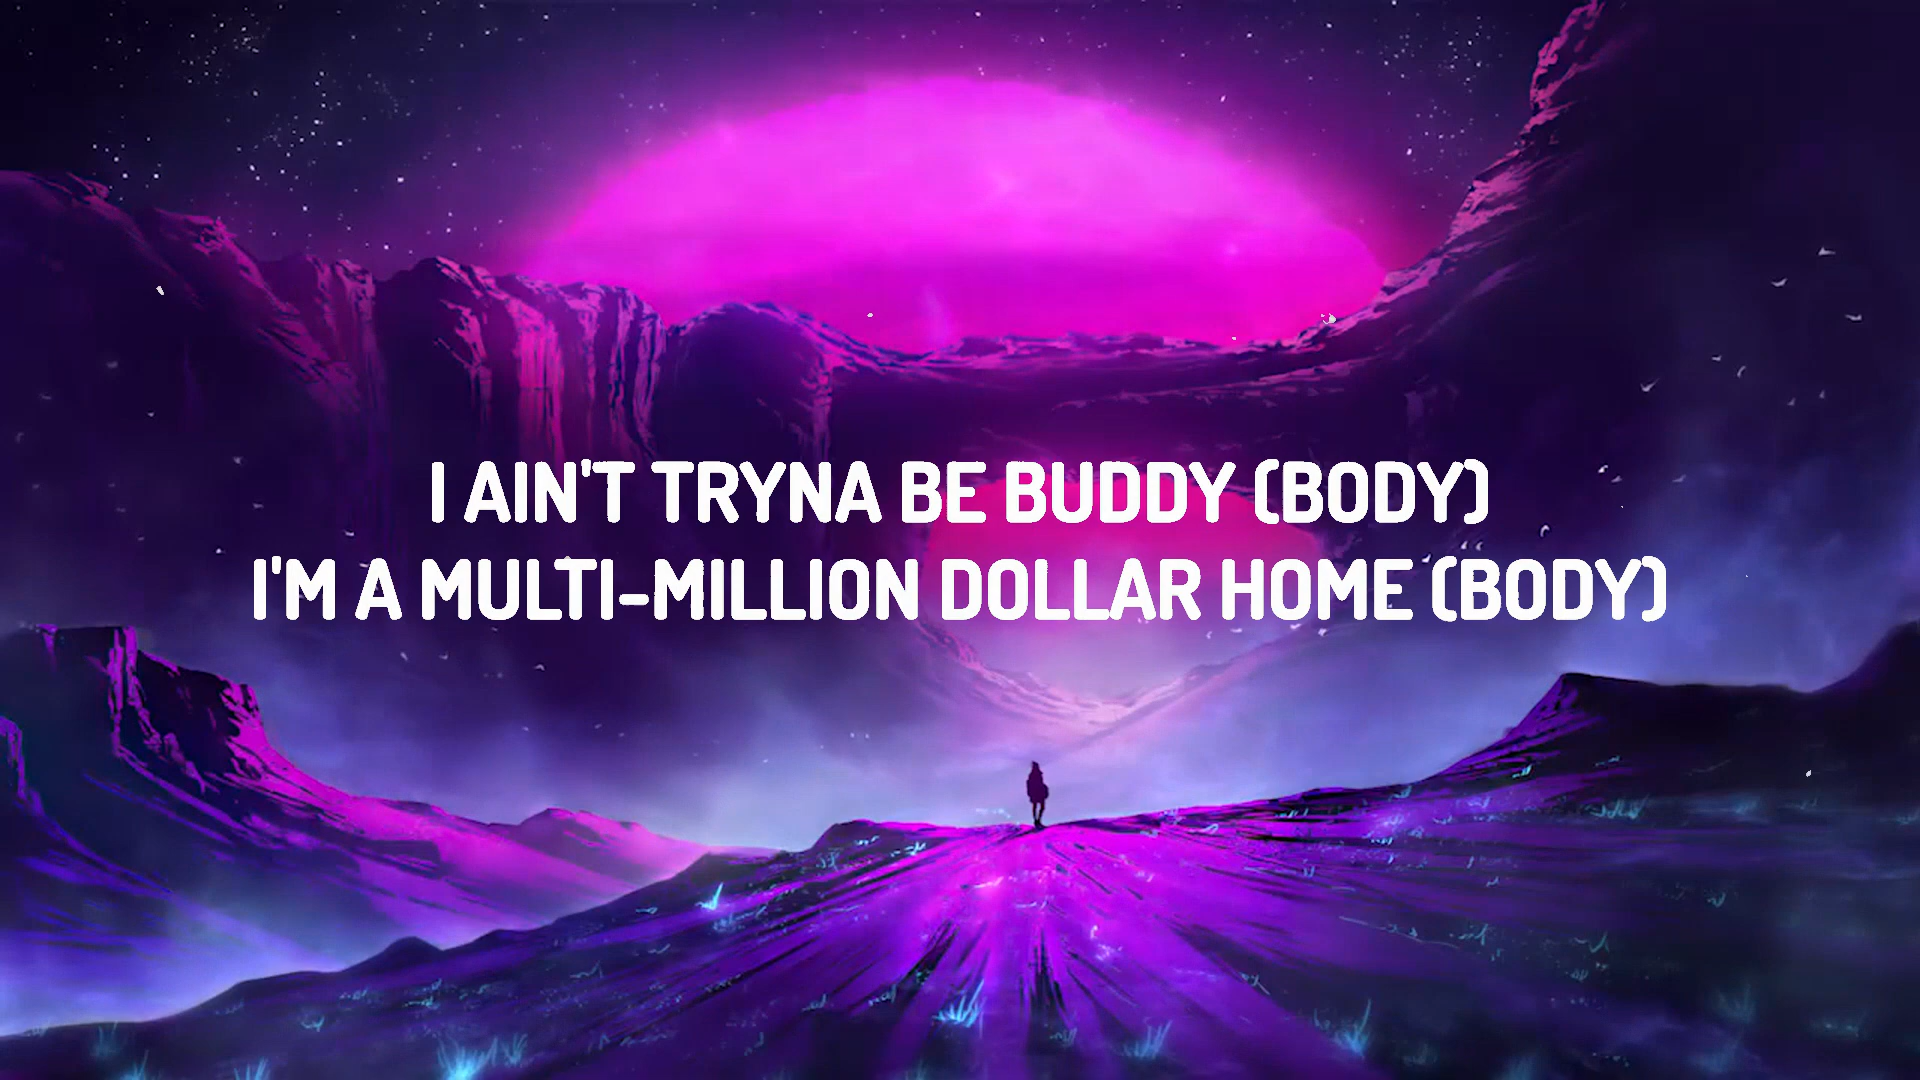 I AIN'T TRYNA BE BUDDY (BODY)
I'M A MULTI-MILLION DOLLAR HOME (BODY)